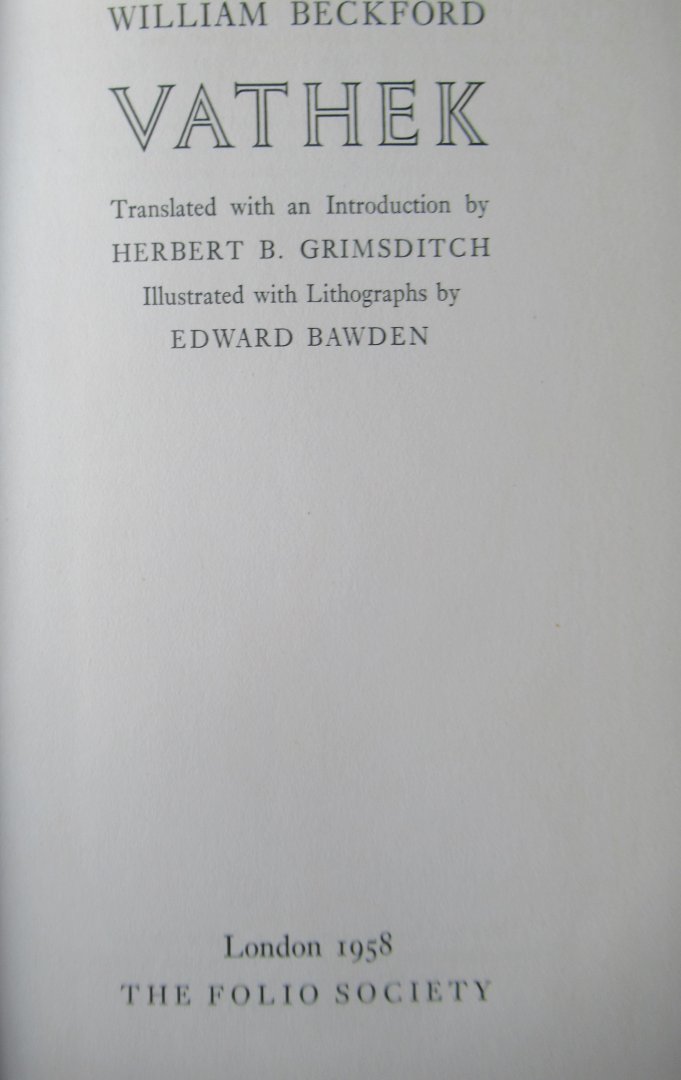 WILLIAM BECKFORD
VATHEK
Translated with an Introduction by
HERBERT B. GRIMSDITCH
Illustrated with Lithographs by
EDWARD BAWDEN
London 1958
THE FOLIO SOCIETY